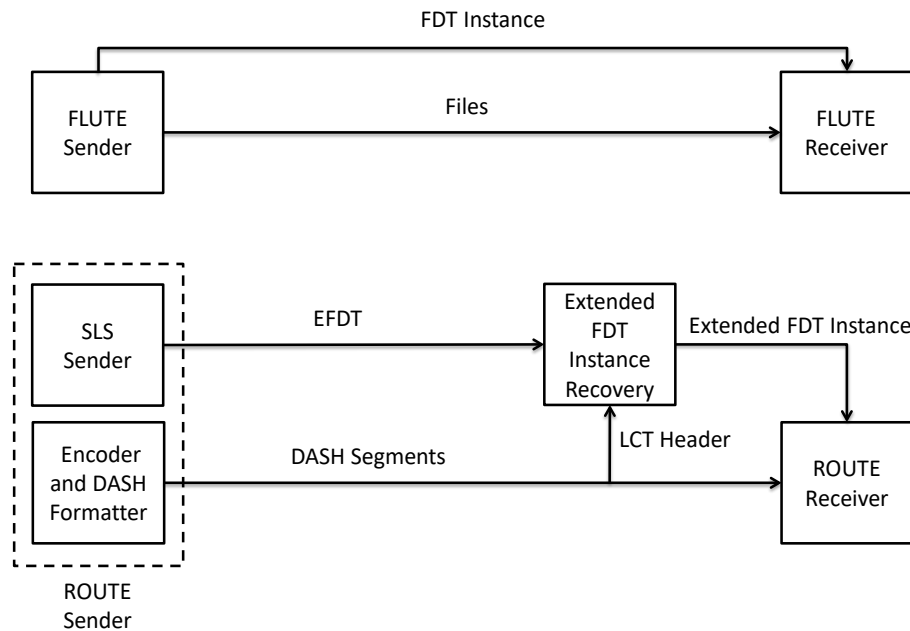 FDT Instance
FLUTE
Sender
Files
FLUTE
Receiver
SLS
Sender
EFDT
Extended
FDT
Instance
Recovery
Extended FDT Instance
Encoder
and DASH
Formatter
DASH Segments
LCT Header
ROUTE
Receiver
ROUTE
Sender